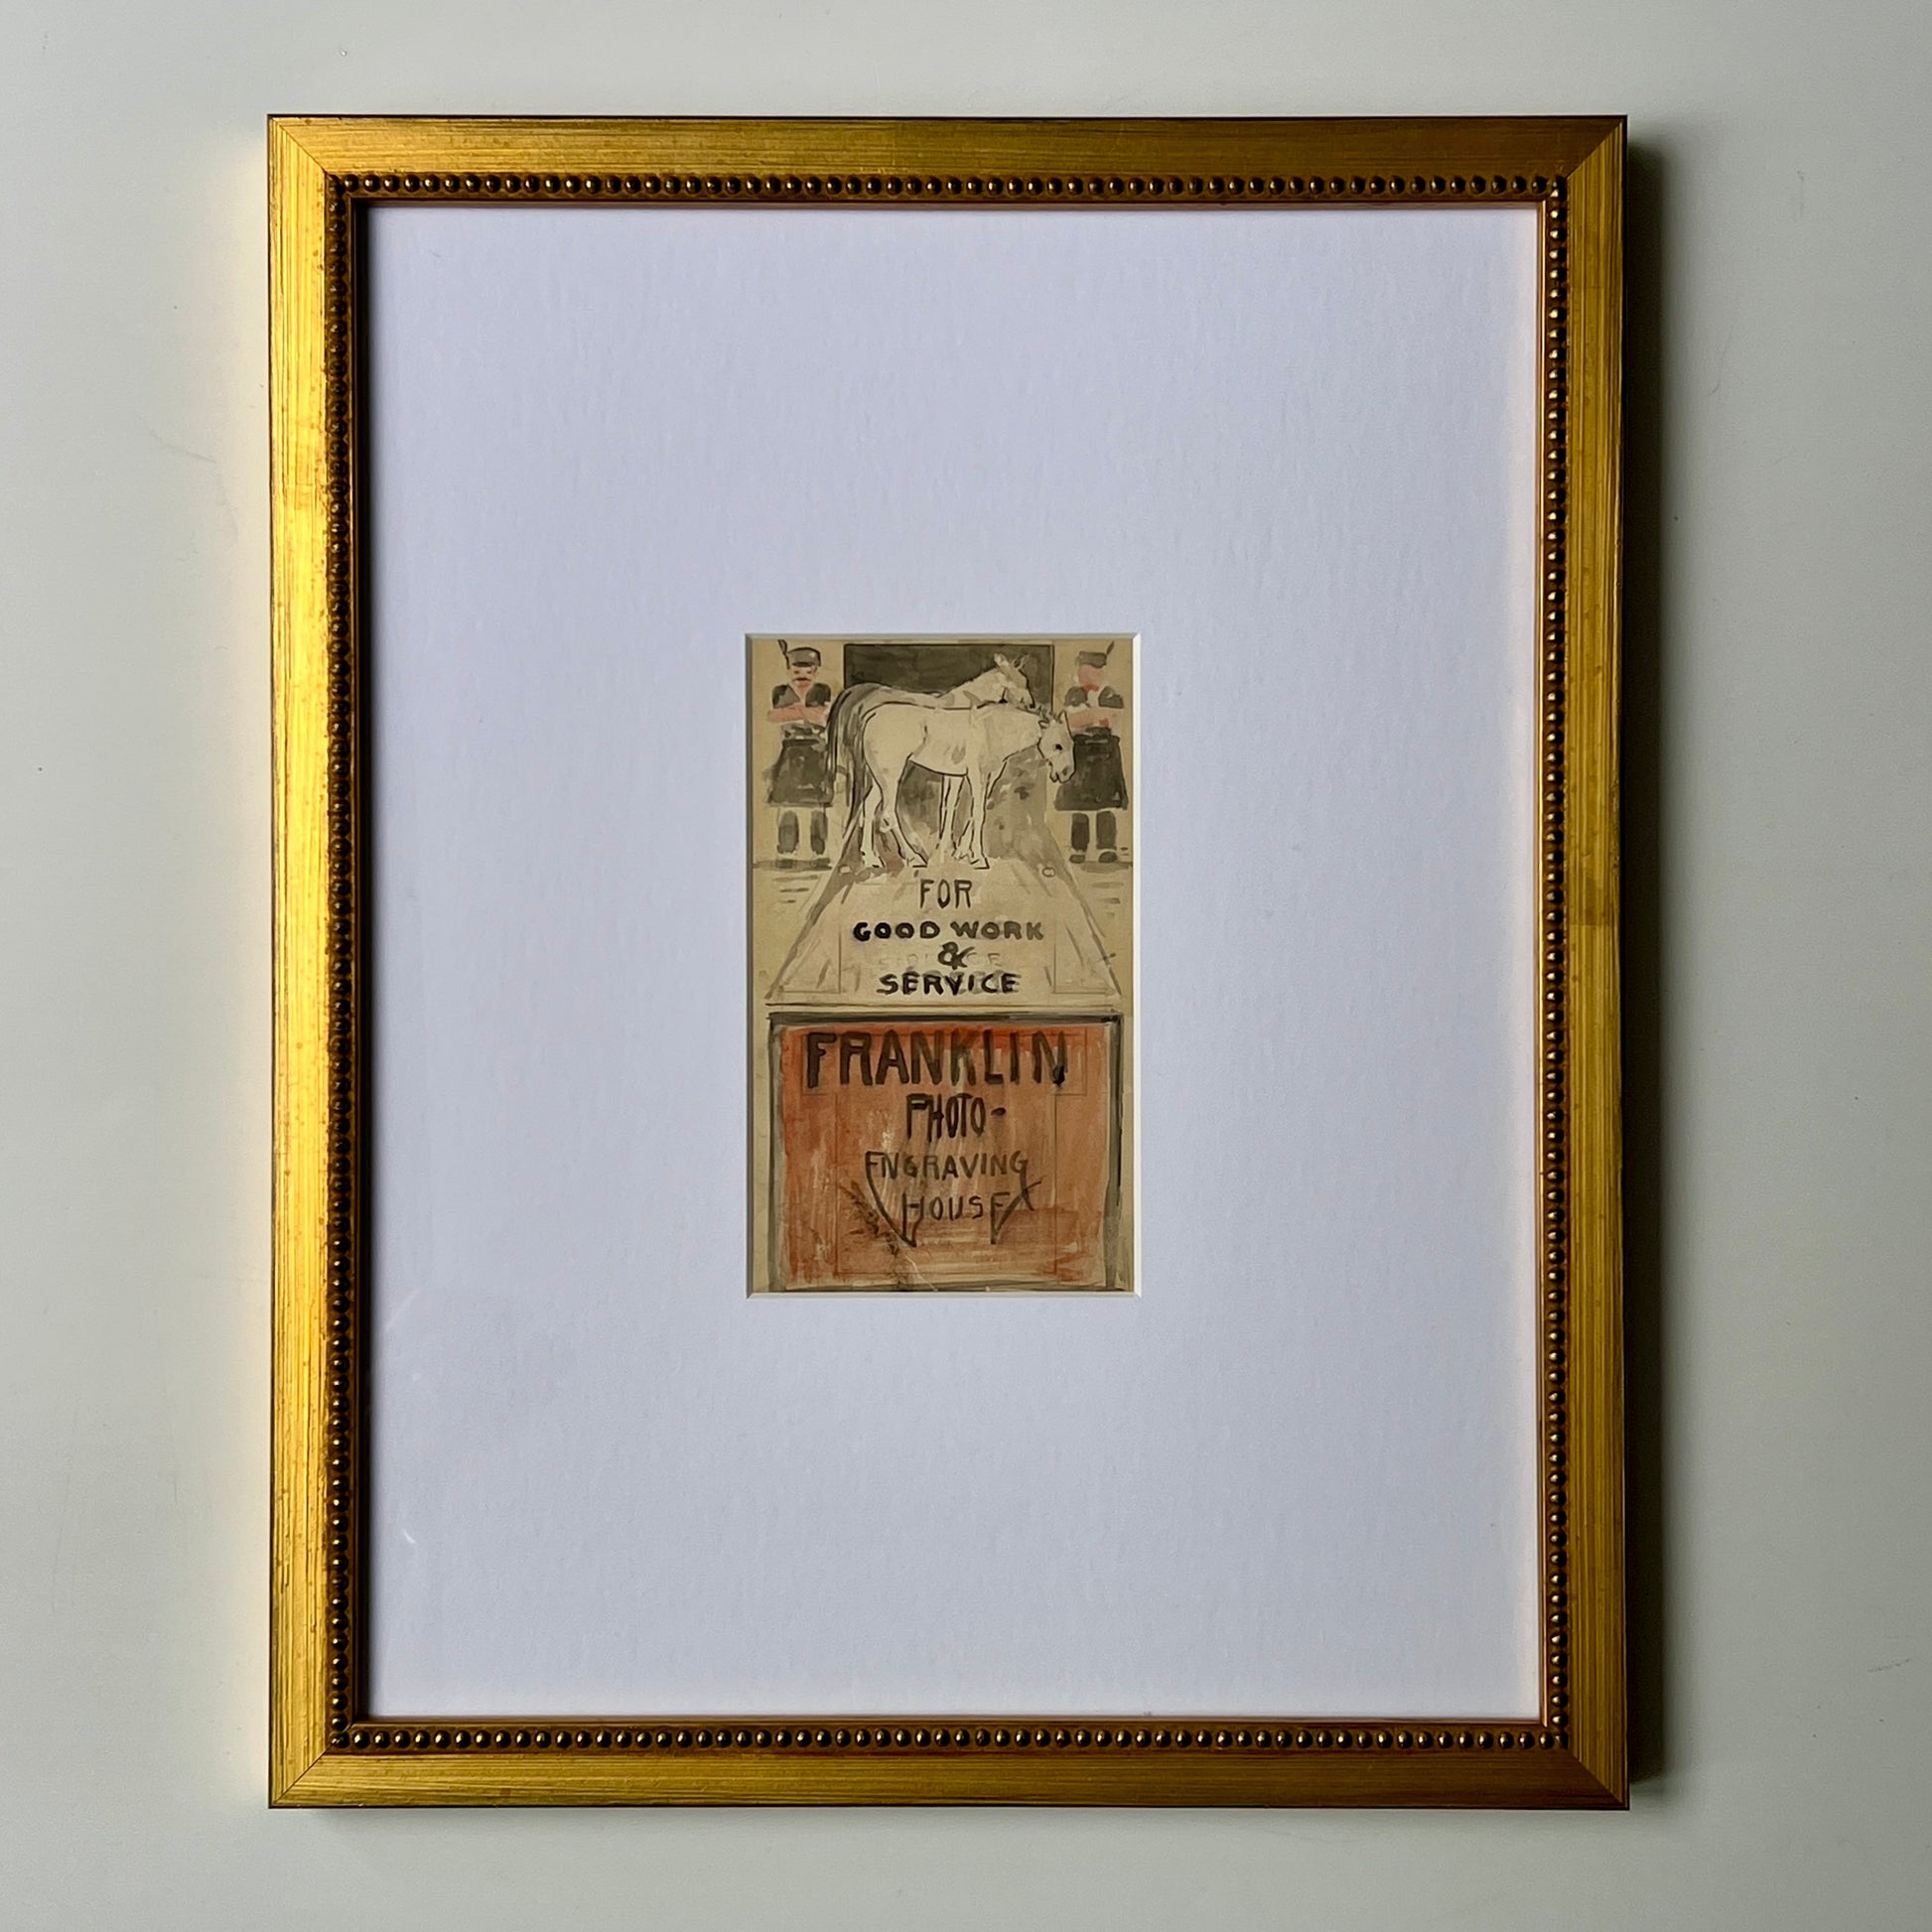 FOR
GOOD WORK
&
SERVICE
FRANKLIN
PHOTO-
ENGRAVING
HOUSE